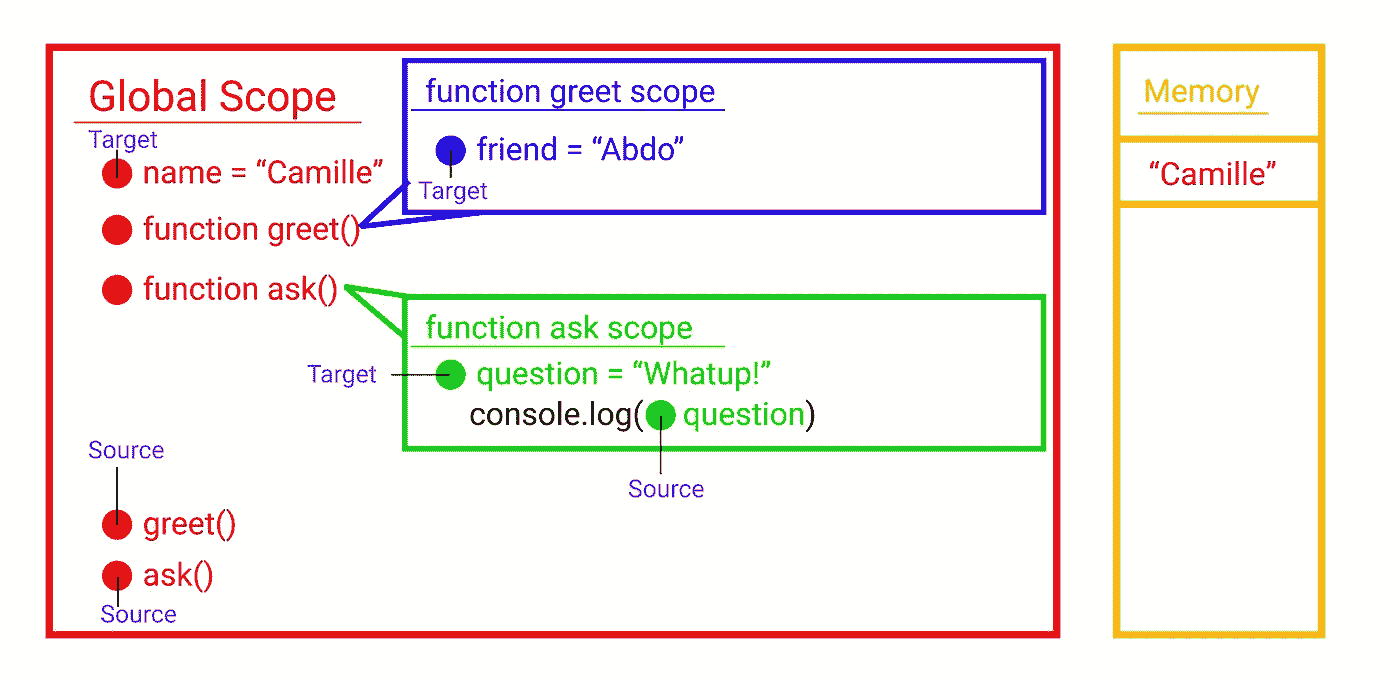 Global Scope
Target
name = “Camille”
function greet()
function ask()
function greet scope
friend = “Abdo”
Target
function ask scope
Target
question = “Whatup!”
console.log( question)
Source
Source
greet()
ask()
Source
Memory
“Camille”